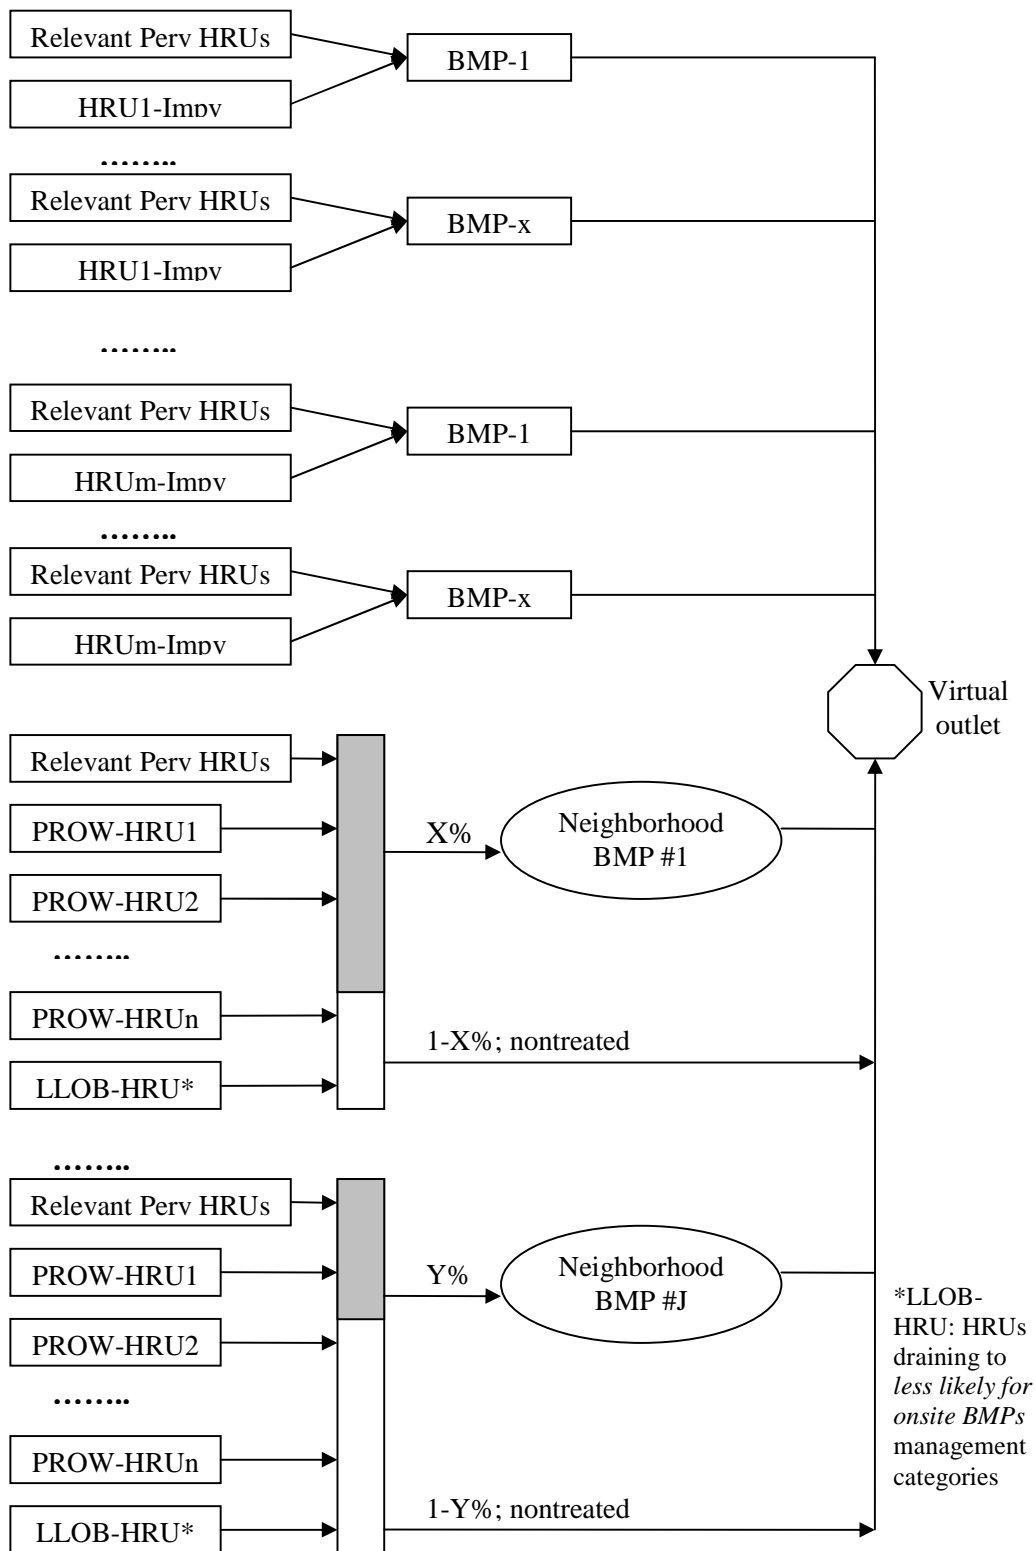 Relevant Perv HRUs
BMP-1
HRU1-Impv
……..
Relevant Perv HRUs
BMP-x
HRU1-Impv
……..
Relevant Perv HRUs
BMP-1
HRUm-Impv
……..
Relevant Perv HRUs
BMP-x
HRUm-Impv
Virtual
outlet
Relevant Perv HRUs
PROW-HRU1
X%
Neighborhood
BMP #1
PROW-HRU2
……..
PROW-HRUn
1-X%; nontreated
LLOB-HRU*
……..
Relevant Perv HRUs
PROW-HRU1
Y%
Neighborhood
BMP #J
PROW-HRU2
……..
PROW-HRUn
1-Y%; nontreated
LLOB-HRU*
*LLOB-
HRU: HRUs
draining to
less likely for
onsite BMPs
management
categories